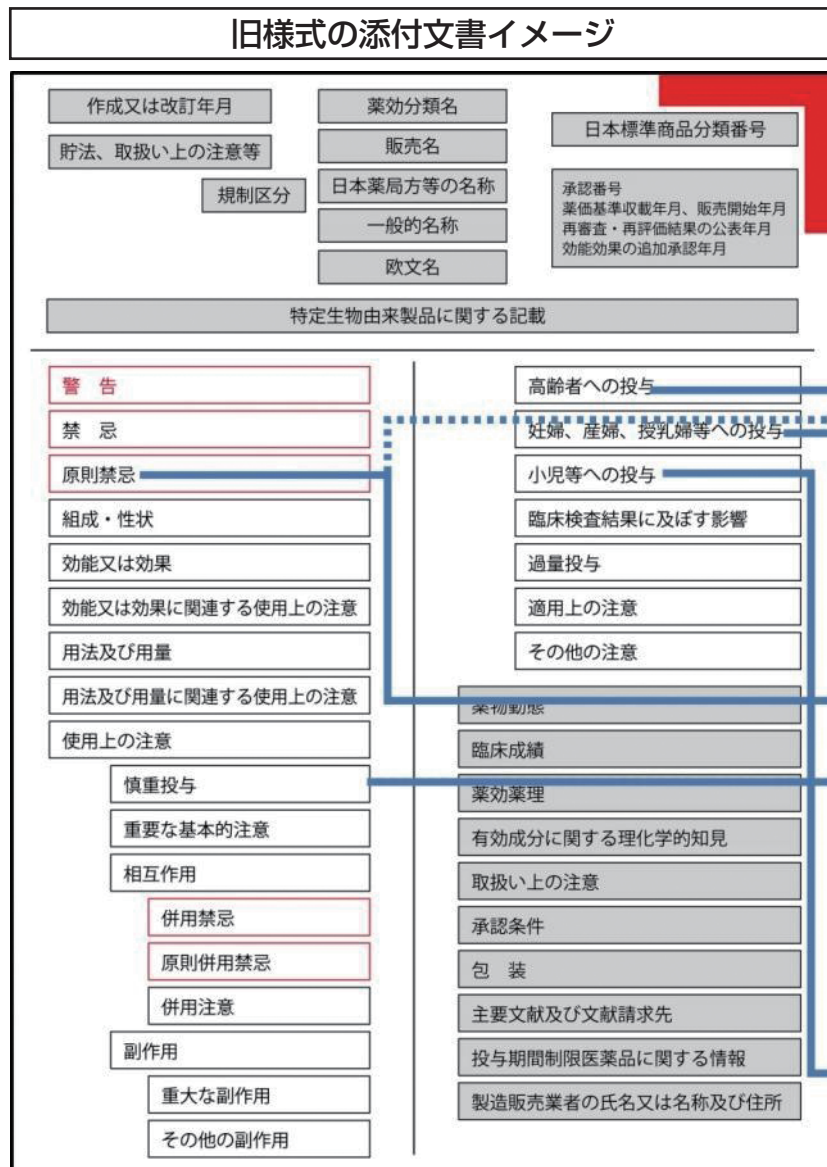 旧様式の添付文書イメージ
作成又は改訂年月
貯法、取扱い上の注意等
規制区分
薬効分類名
販売名
日本薬局方等の名称
一般的名称
欧文名
日本標準商品分類番号
承認番号
薬価基準収載年月、販売開始年月
再審査・再評価結果の公表年月
効能効果の追加承認年月
特定生物由来製品に関する記載
警 告
禁 忌
原則禁忌
組成・性状
効能又は効果
効能又は効果に関連する使用上の注意
用法及び用量
用法及び用量に関連する使用上の注意
使用上の注意
慎重投与
重要な基本的注意
相互作用
併用禁忌
原則併用禁忌
併用注意
副作用
重大な副作用
その他の副作用
高齢者への投与
妊婦、産婦、授乳婦等への投与
小児等への投与
臨床検査結果に及ぼす影響
過量投与
適用上の注意
その他の注意
薬物動態
臨床成績
薬効薬理
有効成分に関する理化学的知見
取扱い上の注意
承認条件
包 装
主要文献及び文献請求先
投与期間制限医薬品に関する情報
製造販売業者の氏名又は名称及び住所